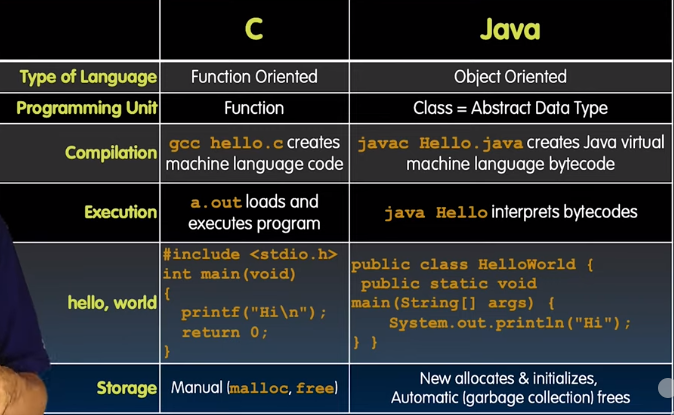 C Java
Type of Language Function Oriented Object Oriented
Programming Unit Function Class = Abstract Data Type
Compilation
gcc hello.c creates
machine language code
javac Hello.java creates Java virtual
machine language bytecode
Execution
a.out loads and
executes program
java Hello interprets bytecodes
hello, world
#include <stdio.h>
int main(void)
{
printf("Hi\n");
return 0;
}
public class HelloWorld {
public static void
main(String[] args) {
System.out.println("Hi");
} }
Storage
Manual (malloc, free)
New allocates & initializes,
Automatic (garbage collection) frees